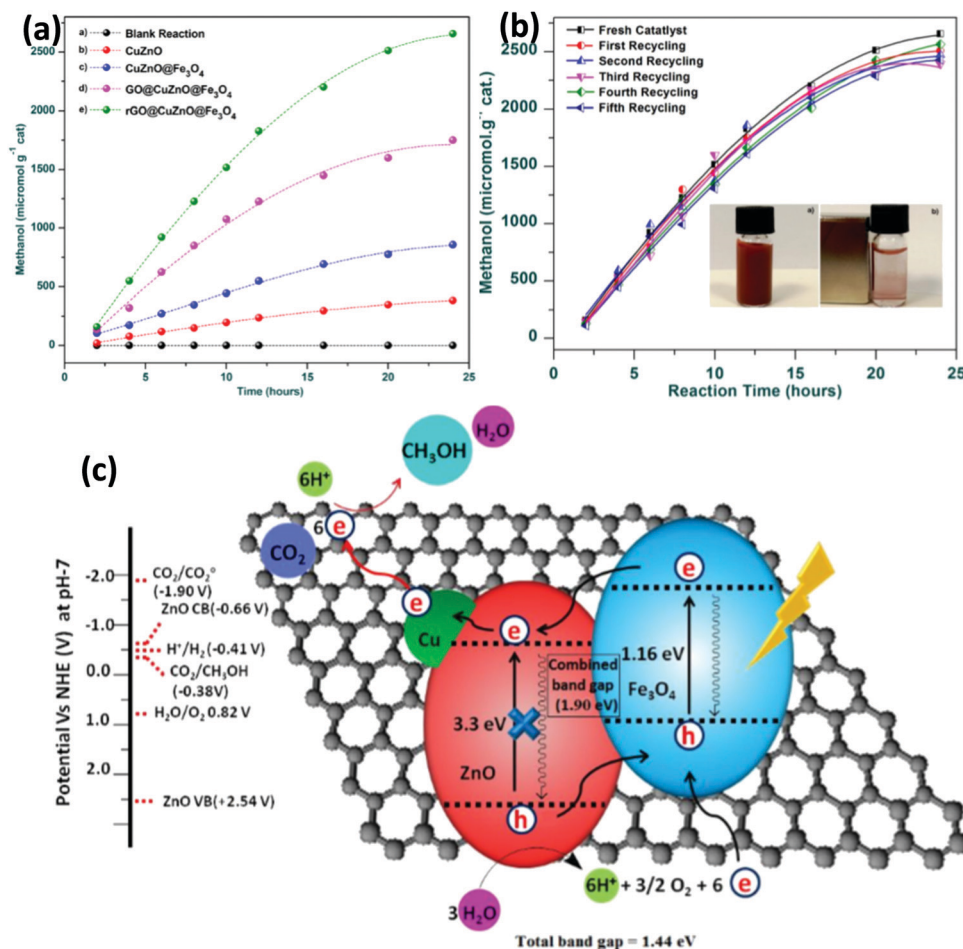 (a)
a) Blank Reaction
b) CuZnO
c) CuZnO@Fe₃O₄
d) GO@CuZnO@Fe₃O₄
e) rGO@CuZnO@Fe₃O₄
Methanol (micromol g⁻¹ cat)
2500
2000
1500
1000
500
0
0 5 10 15 20 25
Time (hours)
(b)
Fresh Catatlyst
First Recycling
Second Recycling
Third Recycling
Fourth Recycling
Fifth Recycling
Methanol (micromol.g⁻¹ cat.)
2500
2000
1500
1000
500
0
a)
b)
0 5 10 15 20 25
Reaction Time (hours)
(c)
CH₃OH
H₂O
6H⁺
6 e
CO₂
Potential Vs NHE (V) at pH-7
-2.0
-1.0
0.0
1.0
2.0
CO₂/CO₂°
(-1.90 V)
ZnO CB(-0.66 V)
H⁺/H₂(-0.41 V)
CO₂/CH₃OH
(-0.38V)
H₂O/O₂ 0.82 V
ZnO VB(+2.54 V)
e
Cu
e
e
Combined
band gap
(1.90 eV)
3.3 eV
ZnO
h
1.16 eV
Fe₃O₄
h
3 H₂O
6H⁺ + 3/2 O₂ + 6 e
Total band gap = 1.44 eV